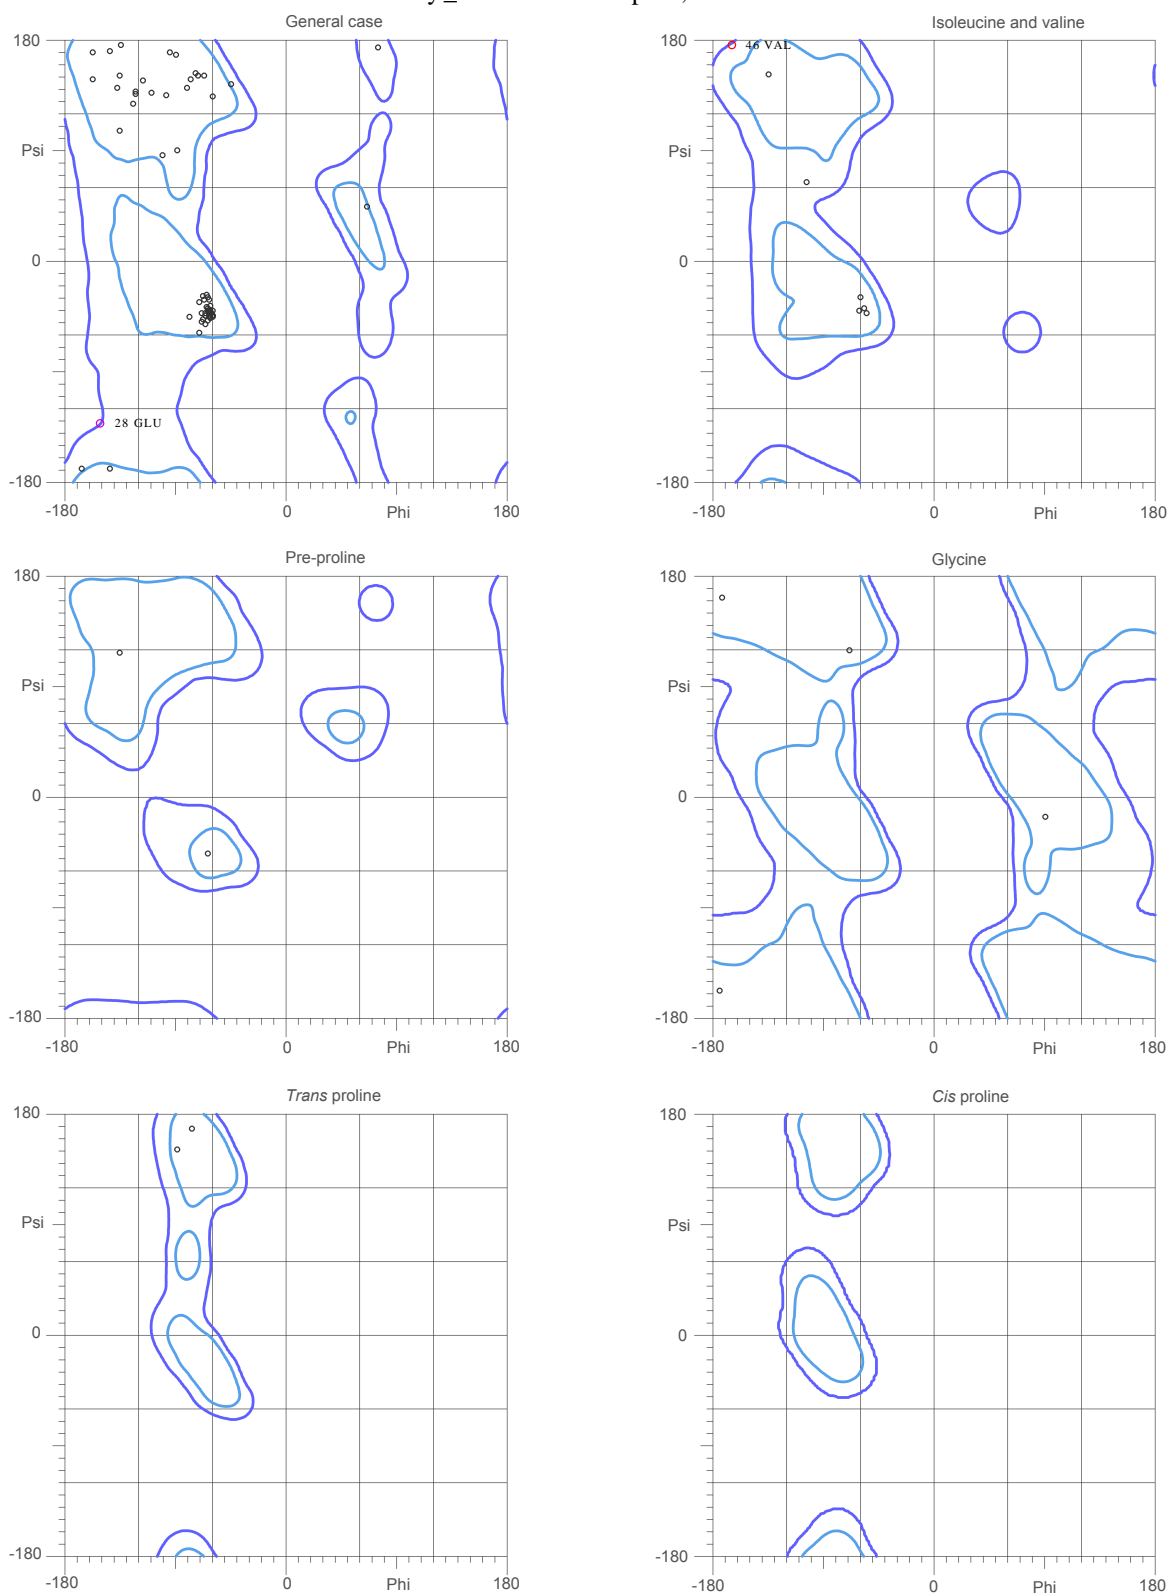 General case
Isoleucine and valine
180
Psi
0
-180
-180
0
Phi
180
28 GLU
180
Psi
0
-180
-180
0
Phi
180
46 VAL
Pre-proline
Glycine
180
Psi
0
-180
-180
0
Phi
180
180
Psi
0
-180
-180
0
Phi
180
Trans proline
Cis proline
180
Psi
0
-180
-180
0
Phi
180
180
Psi
0
-180
-180
0
Phi
180